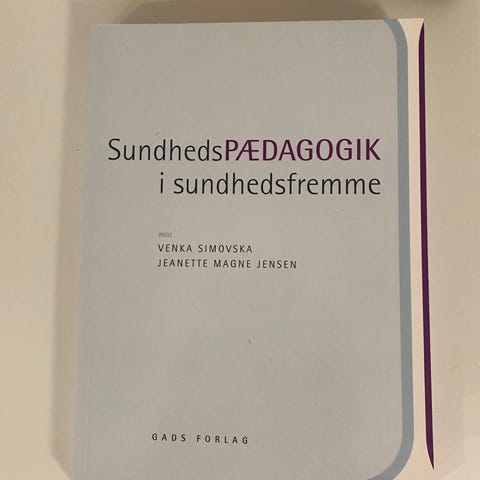 SundhedsPÆDAGOGIK
i sundhedsfremme
(RED.)
VENKA SIMOVSKA
JEANETTE MAGNE JENSEN
GADS FORLAG